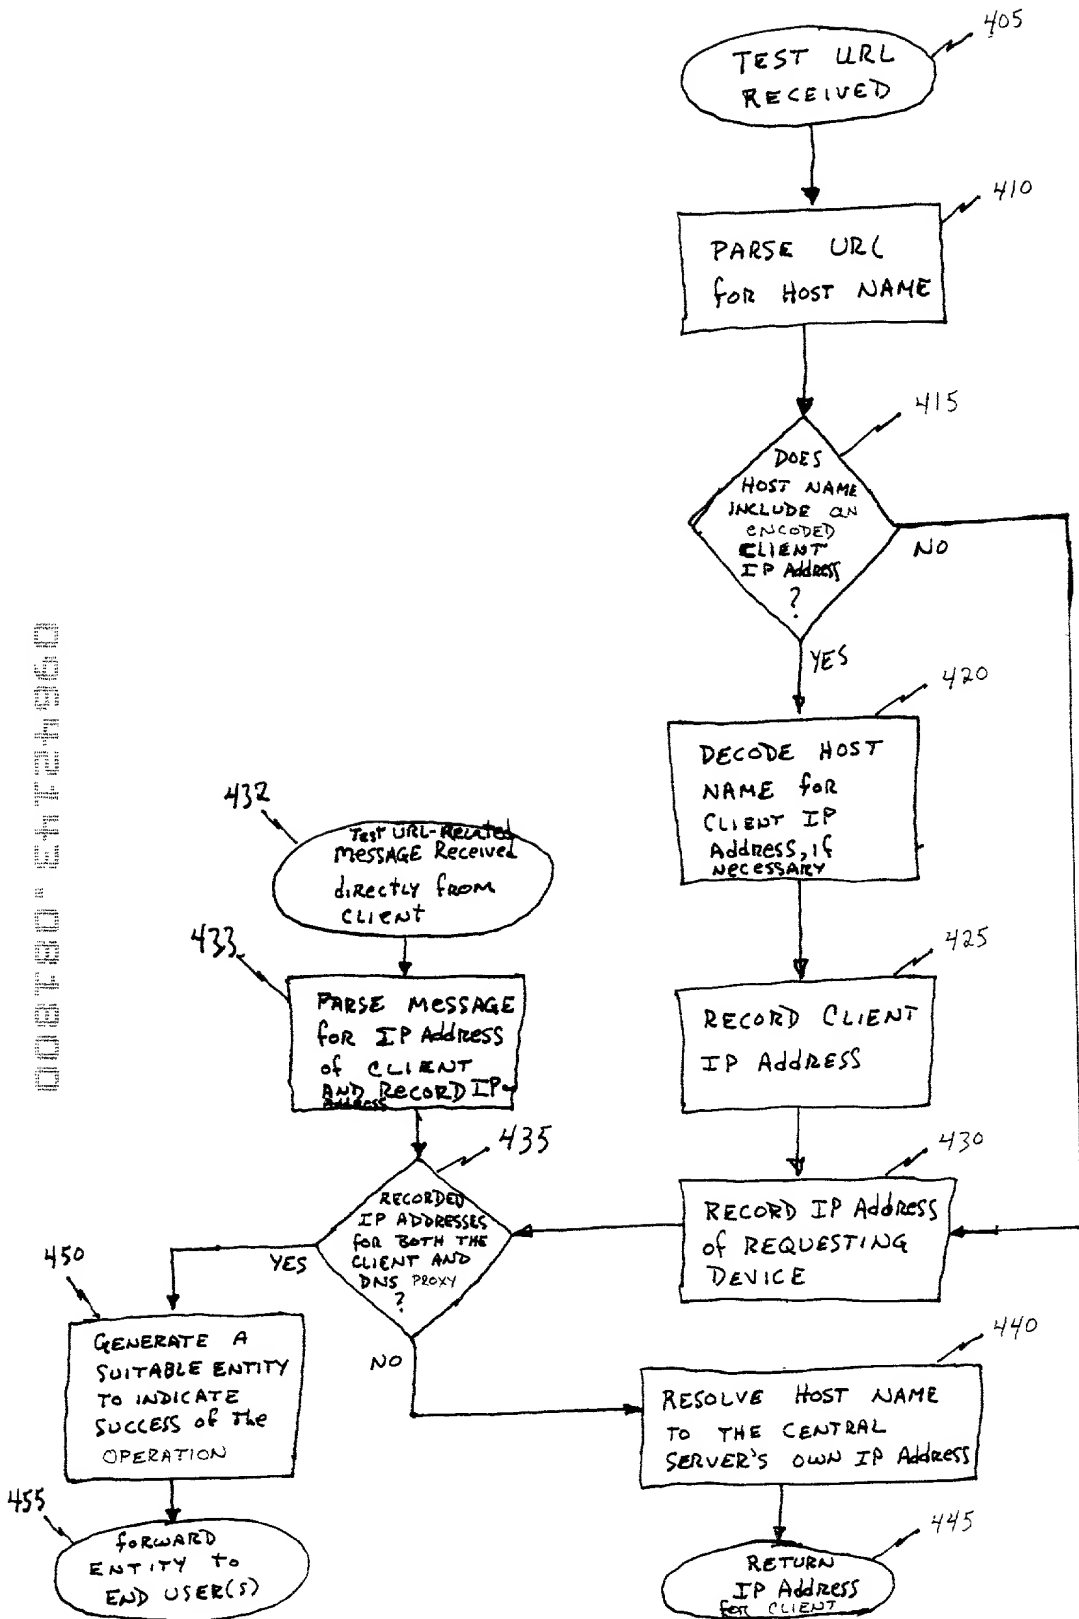 405
TEST URL
RECEIVED
410
PARSE URL
for HOST NAME
415
DOES
HOST NAME
INCLUDE an
ENCODED
CLIENT
IP Address
?
NO
YES
420
DECODE HOST
NAME for
CLIENT IP
Address, if
NECESSARY
432
Test URL-Related
MESSAGE Received
directly from
CLIENT
433
PARSE MESSAGE
for IP Address
of CLIENT
AND RECORD IP
Address
425
RECORD CLIENT
IP Address
435
RECORDED
IP ADDRESSES
for BOTH THE
CLIENT AND
DNS PROXY
?
430
RECORD IP Address
of REQUESTING
DEVICE
YES
NO
450
GENERATE A
SUITABLE ENTITY
TO INDICATE
SUCCESS of the
OPERATION
440
RESOLVE HOST NAME
TO THE CENTRAL
SERVER'S OWN IP Address
455
forward
ENTITY to
END USER(S)
445
RETURN
IP Address
for CLIENT